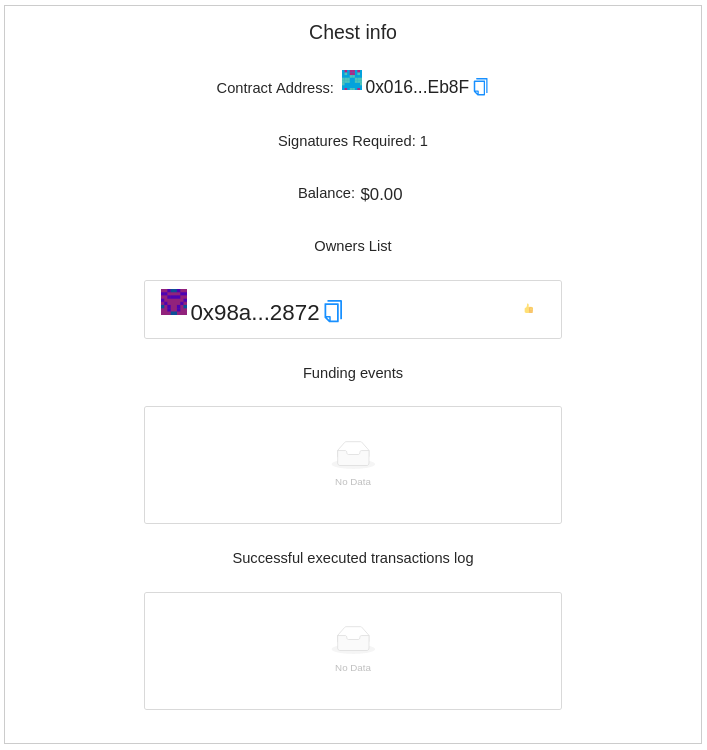 Chest info
Contract Address: 0x016...Eb8F
Signatures Required: 1
Balance: $0.00
Owners List
0x98a...2872
Funding events
No Data
Successful executed transactions log
No Data